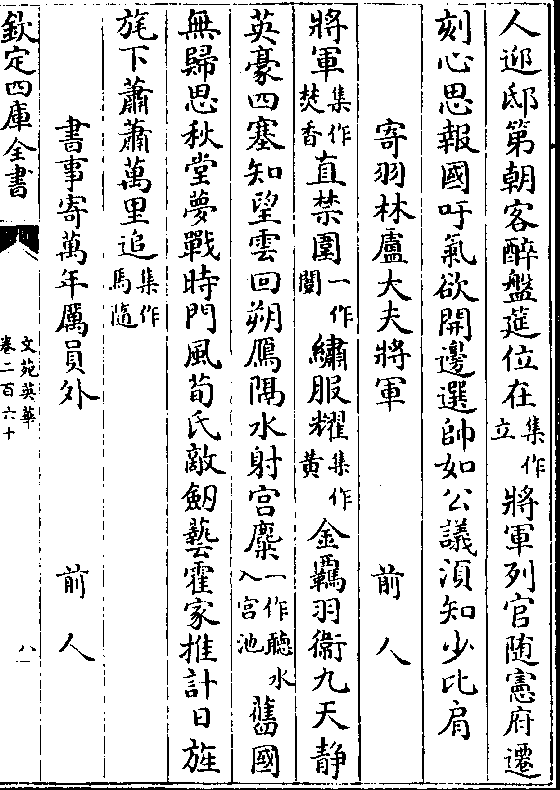 人迎邸第朝客醉盤筵位在集作立將軍列官随憲府遷
刻心思報國吁氣欲開邊選帥如公議湏知少比肩
寄羽林盧大夫將軍 前人
將軍集作焚香直禁圍一作闈繡服耀集作黄金羈羽衞九天静
英豪四塞知望雲回朔鴈隅水射宫麋一作聽水入宫池舊國
無歸思秋堂夢戰時門風荀氏敵劒藝霍家推計日旌
旄下蕭蕭萬里追集作馬隨
書事寄萬年厲員外 前人
欽定四庫全書
文苑英華
卷二百六十
八